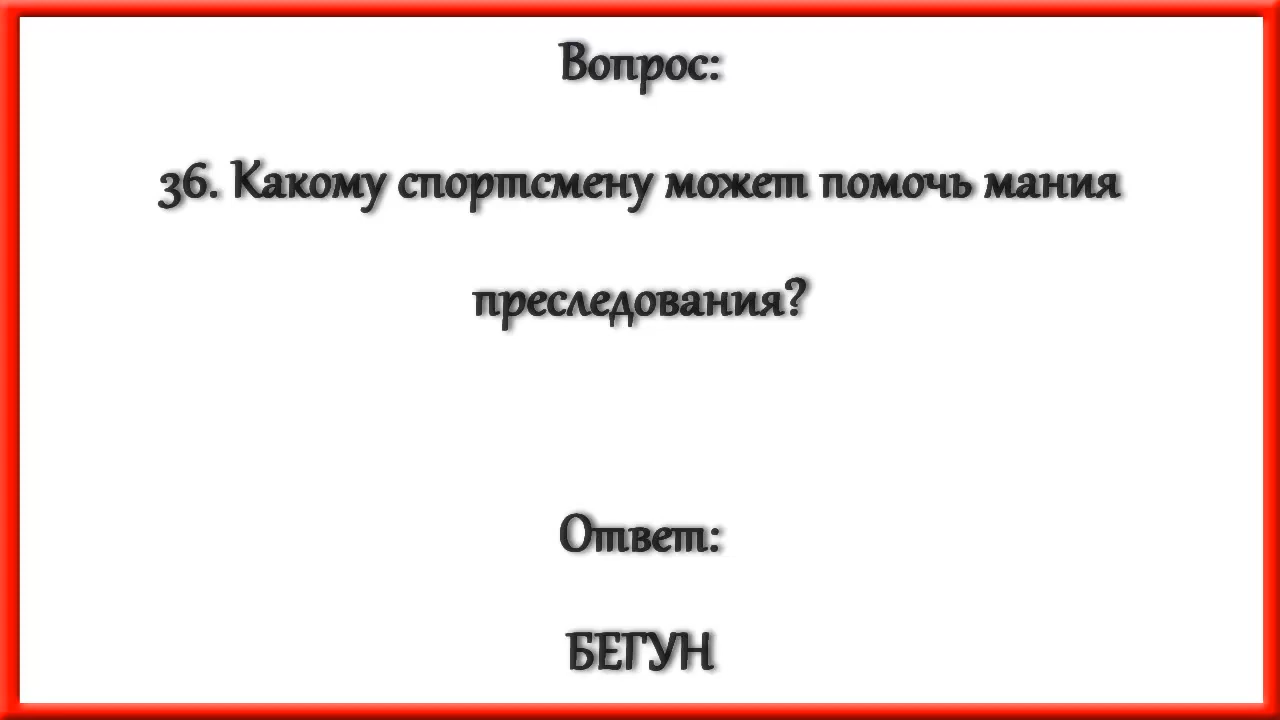 Вопрос:
36. Какому спортсмену может помочь мания
преследования?
Ответ:
БЕГУН